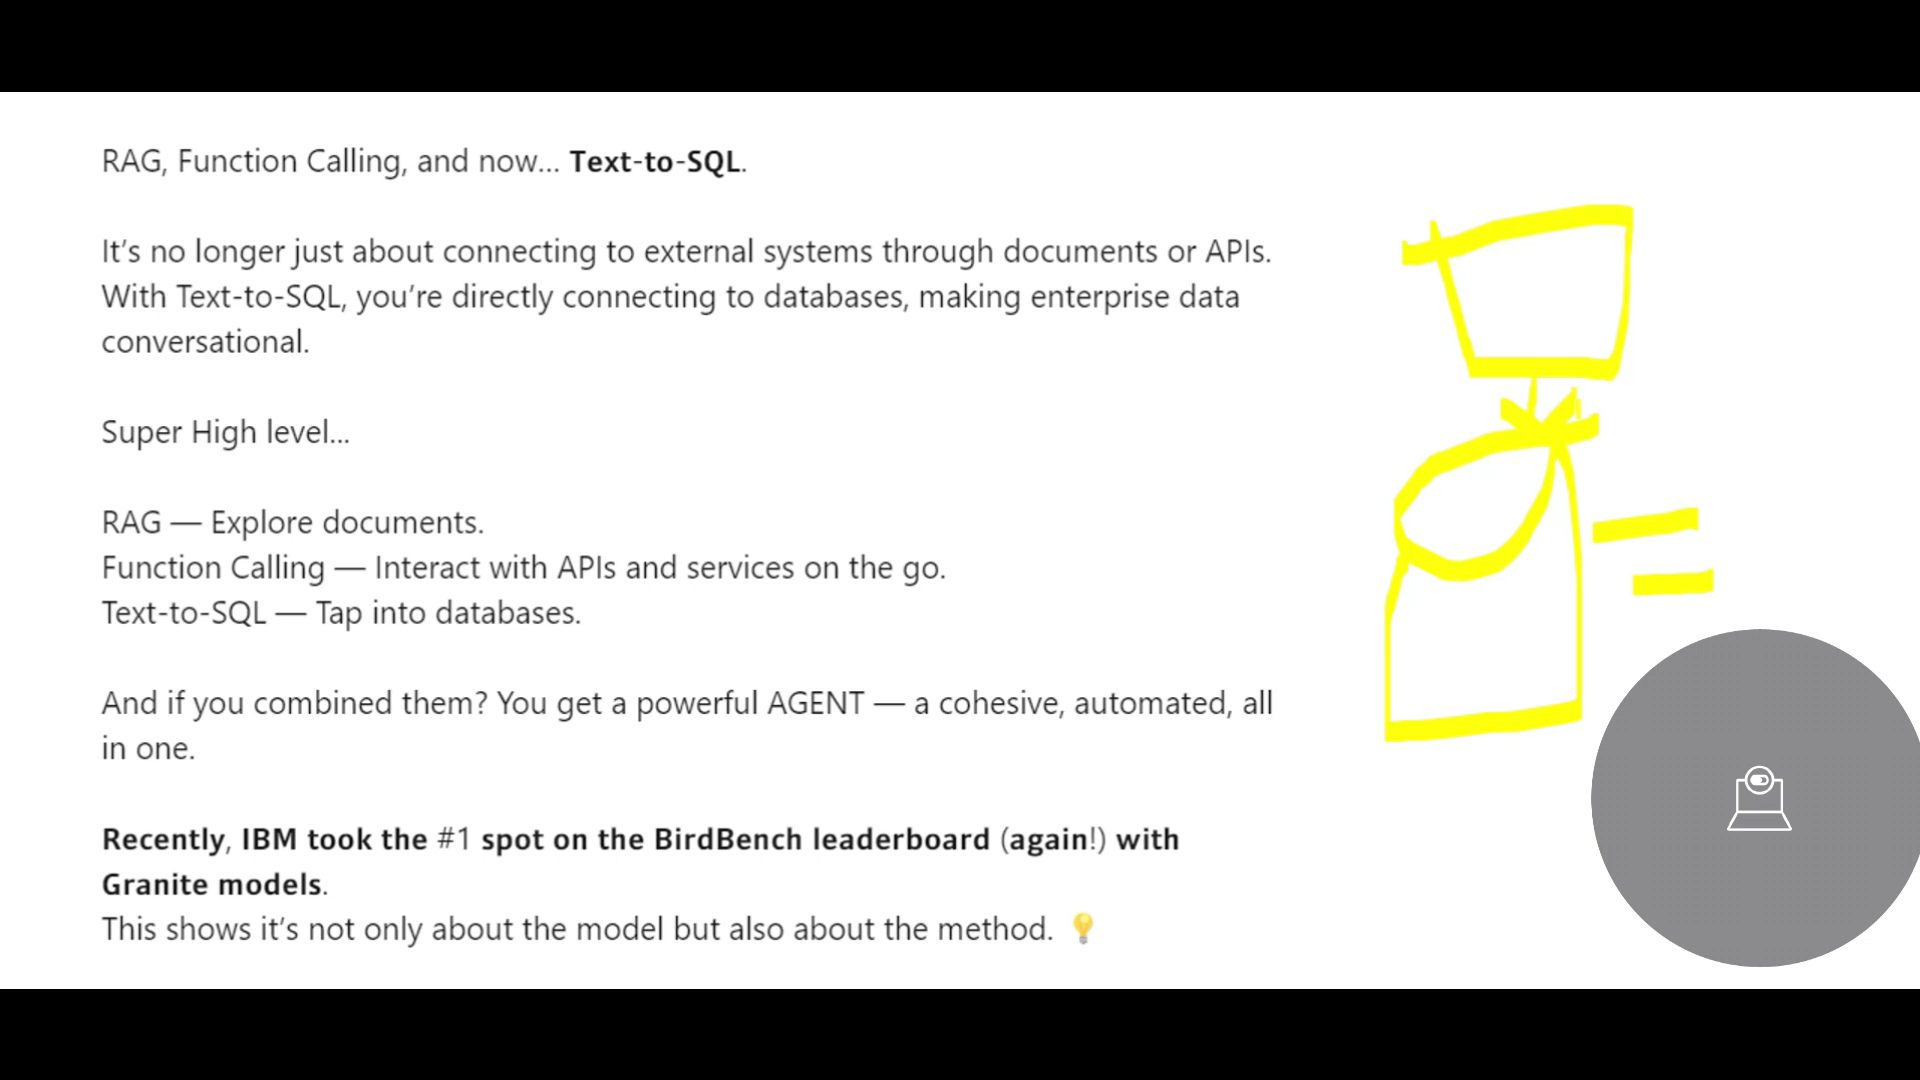 RAG, Function Calling, and now... Text-to-SQL.
It’s no longer just about connecting to external systems through documents or APIs.
With Text-to-SQL, you’re directly connecting to databases, making enterprise data
conversational.
Super High level...
RAG — Explore documents.
Function Calling — Interact with APIs and services on the go.
Text-to-SQL — Tap into databases.
And if you combined them? You get a powerful AGENT — a cohesive, automated, all
in one.
Recently, IBM took the #1 spot on the BirdBench leaderboard (again!) with
Granite models.
This shows it’s not only about the model but also about the method. 💡